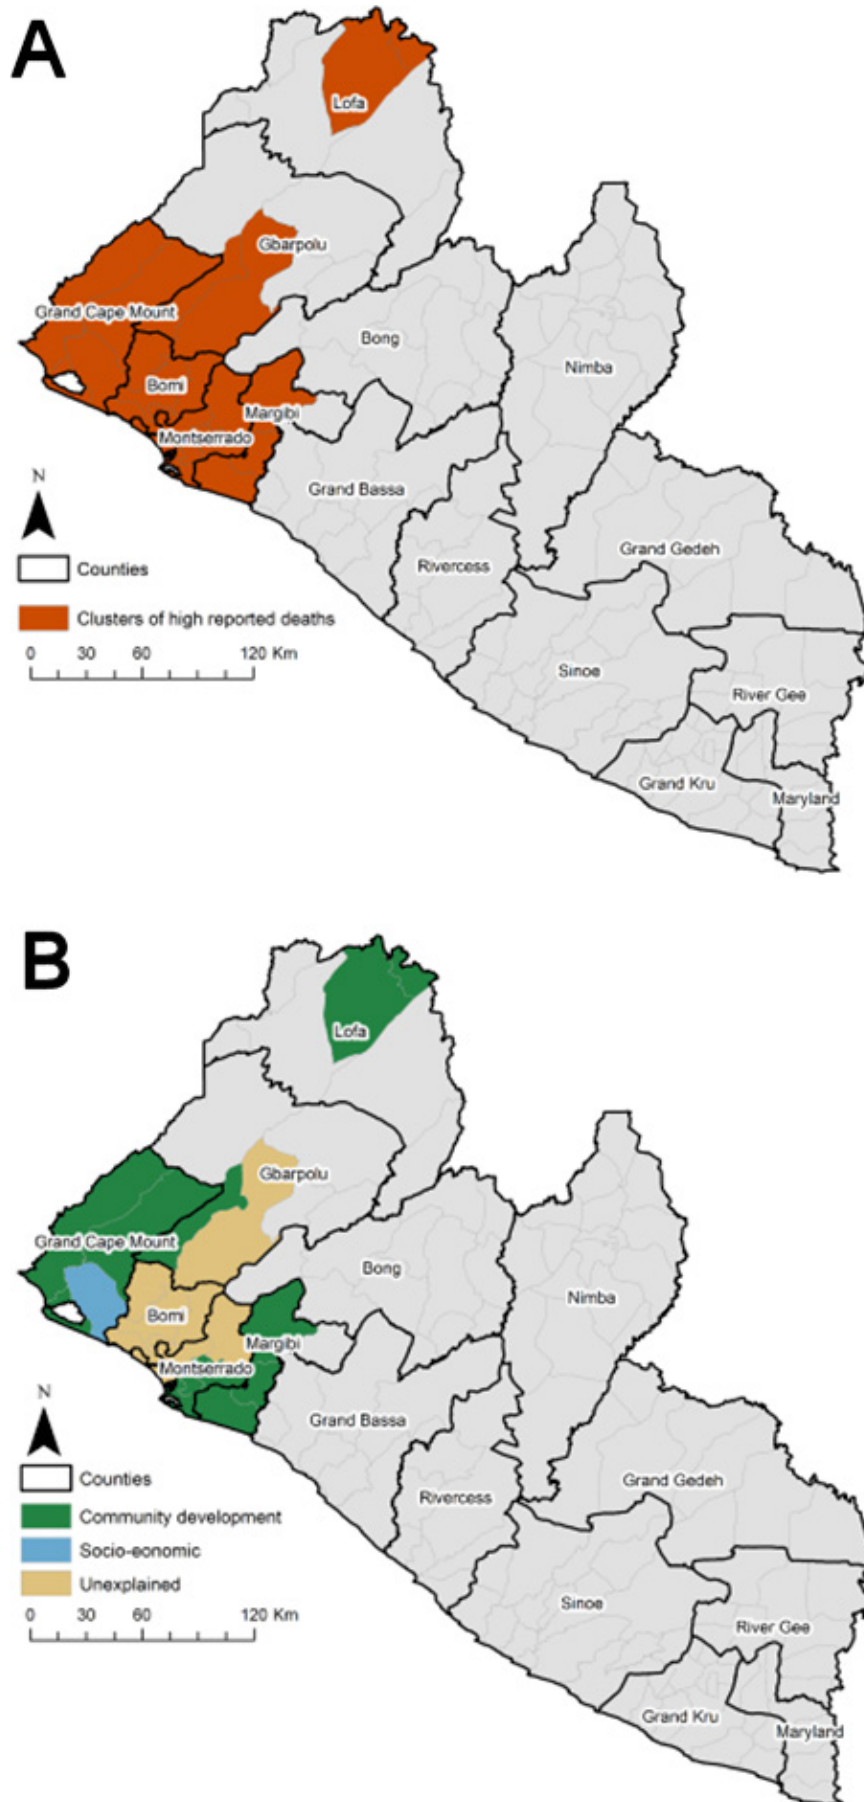 A
Lofa
Gbarpolu
Grand Cape Mount
Bong
Nimba
Bomi
Margibi
Montserrado
Grand Bassa
Grand Gedeh
Rivercess
Sinoe
River Gee
Grand Kru
Maryland
N
Counties
Clusters of high reported deaths
0 30 60 120 Km
B
Lofa
Gbarpolu
Grand Cape Mount
Bong
Nimba
Bomi
Margibi
Montserrado
Grand Bassa
Grand Gedeh
Rivercess
Sinoe
River Gee
Grand Kru
Maryland
N
Counties
Community development
Socio-eonomic
Unexplained
0 30 60 120 Km